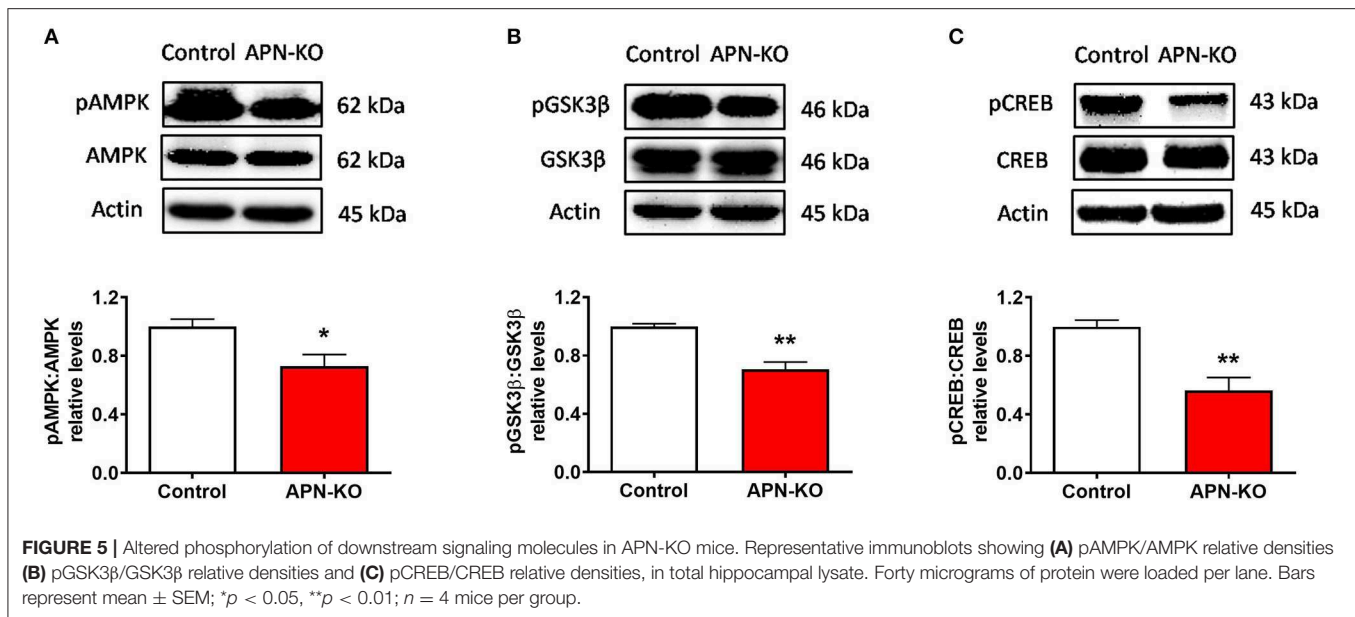 A
Control APN-KO
pAMPK 62 kDa
AMPK 62 kDa
Actin 45 kDa
pAMPK:AMPK
relative levels
1.2
0.8
0.4
0.0
*
Control APN-KO
B
Control APN-KO
pGSK3β 46 kDa
GSK3β 46 kDa
Actin 45 kDa
pGSK3β:GSK3β
relative levels
1.2
0.8
0.4
0.0
**
Control APN-KO
C
Control APN-KO
pCREB 43 kDa
CREB 43 kDa
Actin 45 kDa
pCREB:CREB
relative levels
1.2
0.8
0.4
0.0
**
Control APN-KO
FIGURE 5 | Altered phosphorylation of downstream signaling molecules in APN-KO mice. Representative immunoblots showing (A) pAMPK/AMPK relative densities
(B) pGSK3β/GSK3β relative densities and (C) pCREB/CREB relative densities, in total hippocampal lysate. Forty micrograms of protein were loaded per lane. Bars
represent mean ± SEM; *p < 0.05, **p < 0.01; n = 4 mice per group.